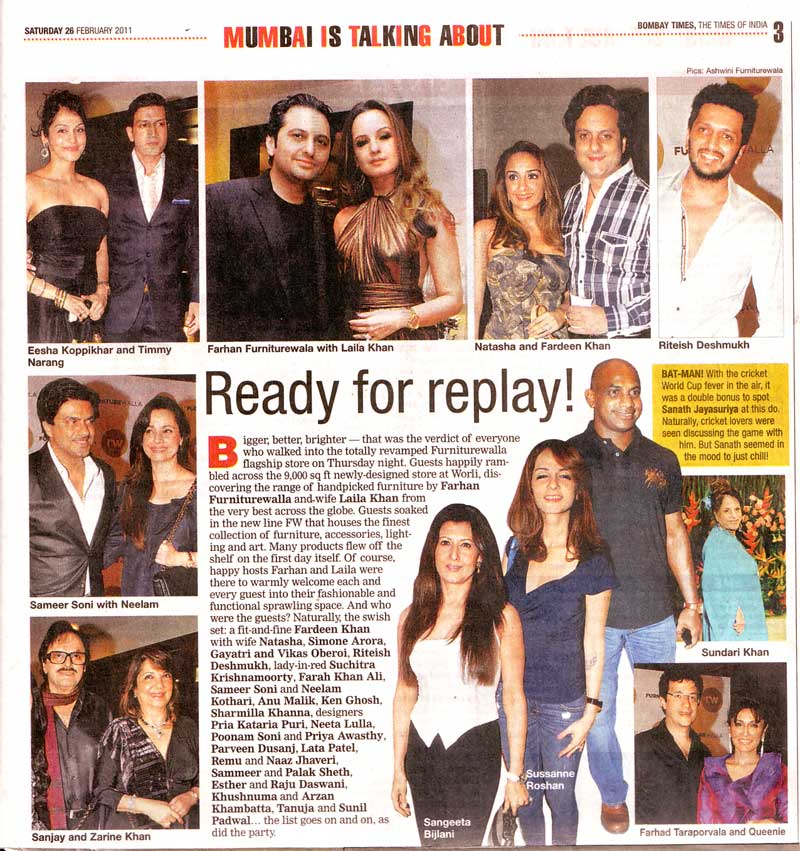 SATURDAY 26 FEBRUARY 2011
MUMBAI IS TALKING ABOUT
BOMBAY TIMES, THE TIMES OF INDIA 3
Pics: Ashwini Furniturewala
Eesha Koppikhar and Timmy
Narang
Farhan Furniturewala with Laila Khan
Natasha and Fardeen Khan
Riteish Deshmukh
Ready for replay!
Bigger, better, brighter — that was the verdict of everyone
who walked into the totally revamped Furniturewalla
flagship store on Thursday night. Guests happily ram-
bled across the 9,000 sq ft newly-designed store at Worli, dis-
covering the range of handpicked furniture by Farhan
Furniturewalla and wife Laila Khan from
the very best across the globe. Guests soaked
in the new line FW that houses the finest
collection of furniture, accessories, light-
ing and art. Many products flew off the
shelf on the first day itself. Of course,
happy hosts Farhan and Laila were
there to warmly welcome each and
every guest into their fashionable and
functional sprawling space. And who
were the guests? Naturally, the swish
set: a fit-and-fine Fardeen Khan
with wife Natasha, Simone Arora,
Gayatri and Vikas Oberoi, Riteish
Deshmukh, lady-in-red Suchitra
Krishnamoorty, Farah Khan Ali,
Sameer Soni and Neelam
Kothari, Anu Malik, Ken Ghosh,
Sharmilla Khanna, designers
Pria Kataria Puri, Neeta Lulla,
Poonam Soni and Priya Awasthy,
Parveen Dusanj, Lata Patel,
Remu and Naaz Jhaveri,
Sammeer and Palak Sheth,
Esther and Raju Daswani,
Khushnuma and Arzan
Khambatta, Tanuja and Sunil
Padwal... the list goes on and on, as
did the party.
BAT-MAN! With the cricket
World Cup fever in the air, it
was a double bonus to spot
Sanath Jayasuriya at this do.
Naturally, cricket lovers were
seen discussing the game with
him. But Sanath seemed in
the mood to just chill!
Sameer Soni with Neelam
Sanjay and Zarine Khan
Sangeeta
Bijlani
Sussanne
Roshan
Sundari Khan
Farhad Taraporvala and Queenie